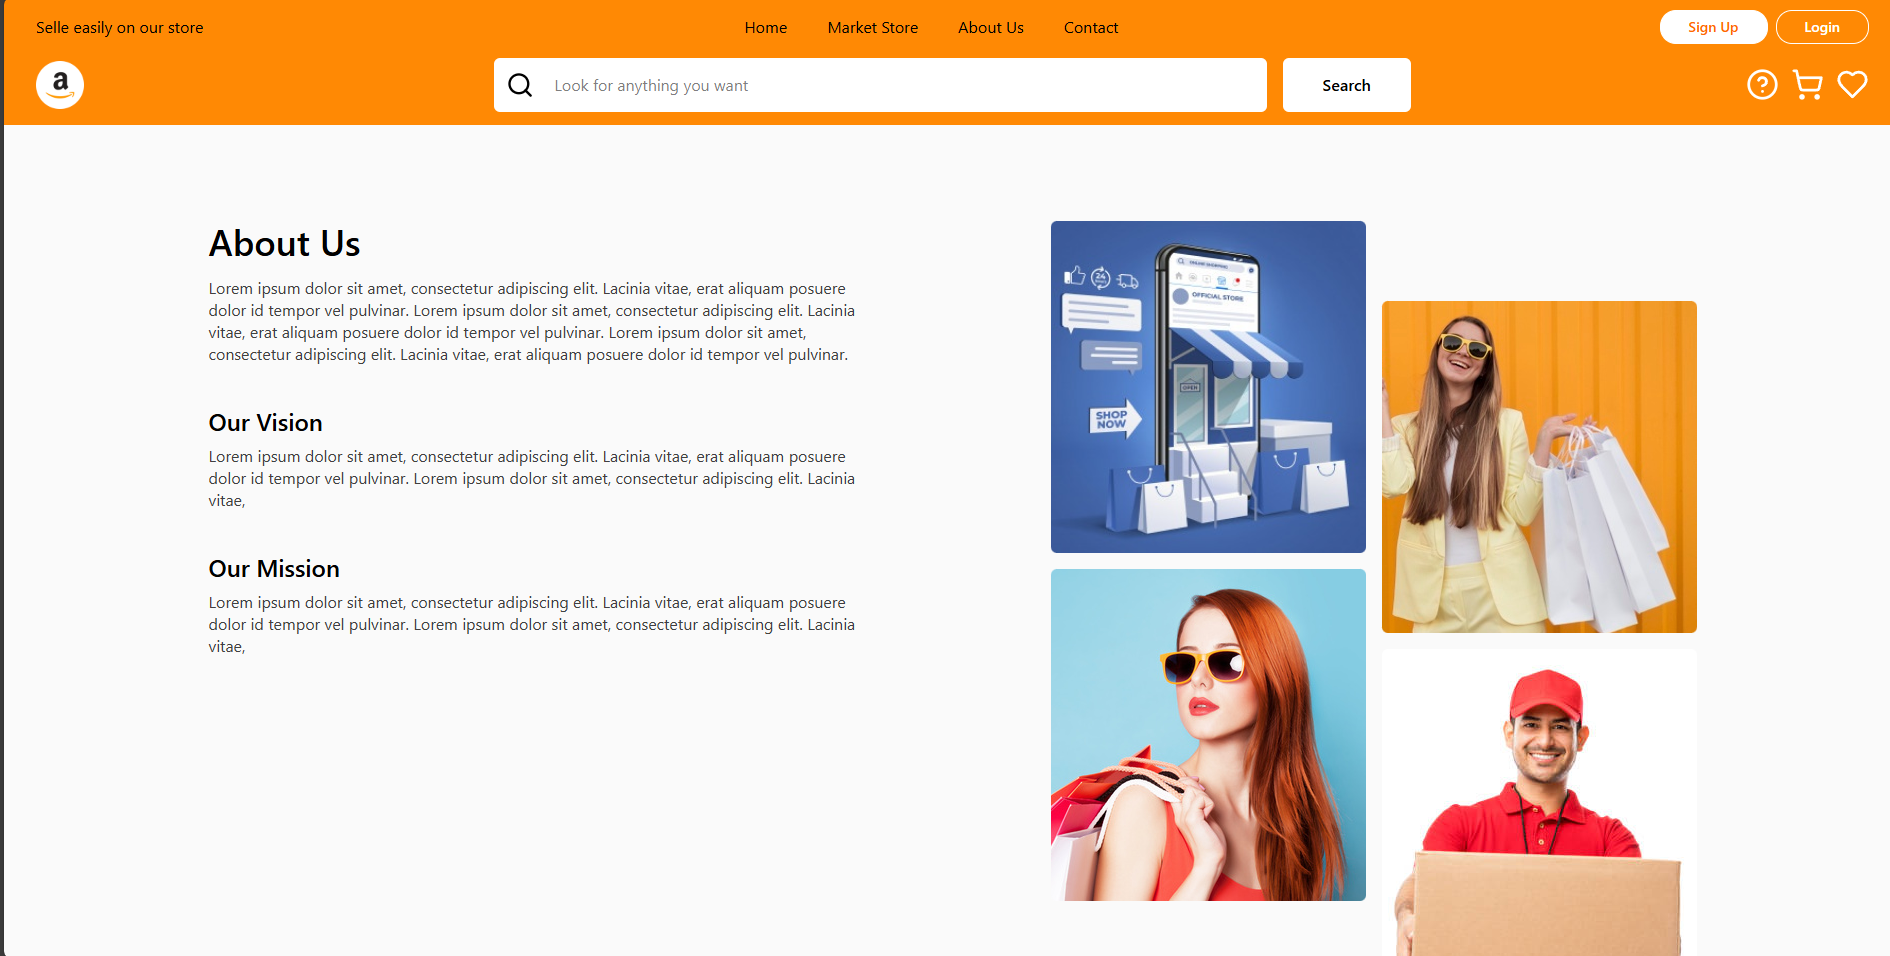 Selle easily on our store
Home Market Store About Us Contact
Sign Up Login
a
Look for anything you want
Search
About Us
Lorem ipsum dolor sit amet, consectetur adipiscing elit. Lacinia vitae, erat aliquam posuere
dolor id tempor vel pulvinar. Lorem ipsum dolor sit amet, consectetur adipiscing elit. Lacinia
vitae, erat aliquam posuere dolor id tempor vel pulvinar. Lorem ipsum dolor sit amet,
consectetur adipiscing elit. Lacinia vitae, erat aliquam posuere dolor id tempor vel pulvinar.
Our Vision
Lorem ipsum dolor sit amet, consectetur adipiscing elit. Lacinia vitae, erat aliquam posuere
dolor id tempor vel pulvinar. Lorem ipsum dolor sit amet, consectetur adipiscing elit. Lacinia
vitae,
Our Mission
Lorem ipsum dolor sit amet, consectetur adipiscing elit. Lacinia vitae, erat aliquam posuere
dolor id tempor vel pulvinar. Lorem ipsum dolor sit amet, consectetur adipiscing elit. Lacinia
vitae,
ONLINE SHOPPING
24
OFFICIAL STORE
OPEN
SHOP
NOW